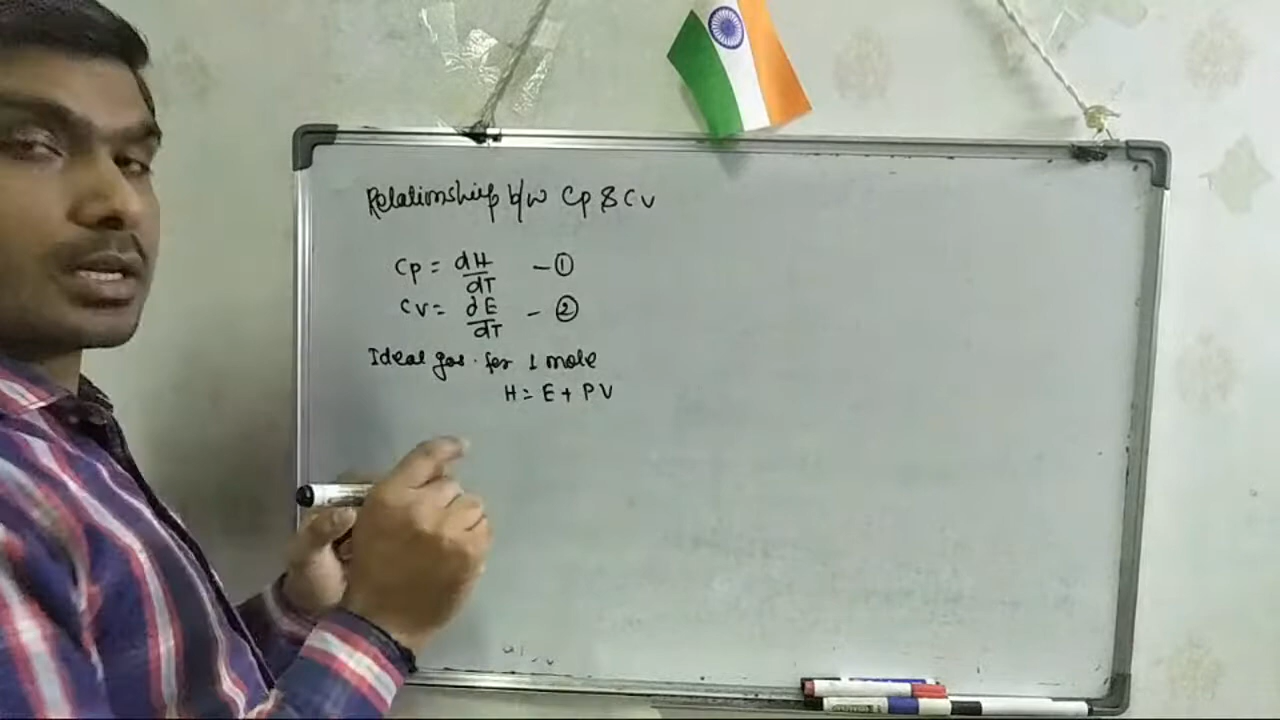 Relationship b/w Cp & Cv
Cp = dH/dT - ①
Cv = dE/dT - ②
Ideal gas. for 1 mole
H = E + PV